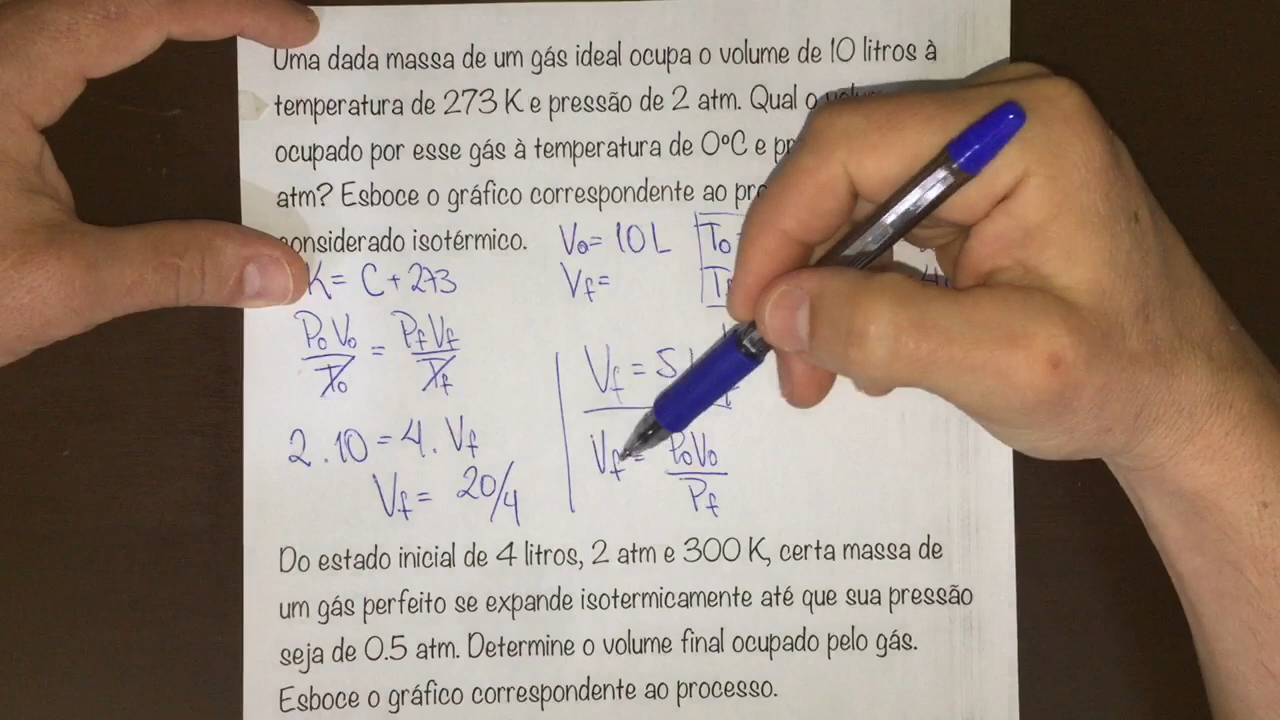 Uma dada massa de um gás ideal ocupa o volume de 10 litros à
temperatura de 273 K e pressão de 2 atm. Qual o
ocupado por esse gás à temperatura de 0ºC e
atm? Esboce o gráfico correspondente ao
considerado isotérmico. V₀= 10 L T₀
K= C+273 Vf=
P₀V₀/T₀ = PfVf/Tf
Vf = 5
2.10=4.Vf Vf= P₀V₀/Pf
Vf= 20/4
Do estado inicial de 4 litros, 2 atm e 300 K, certa massa de
um gás perfeito se expande isotermicamente até que sua pressão
seja de 0.5 atm. Determine o volume final ocupado pelo gás.
Esboce o gráfico correspondente ao processo.